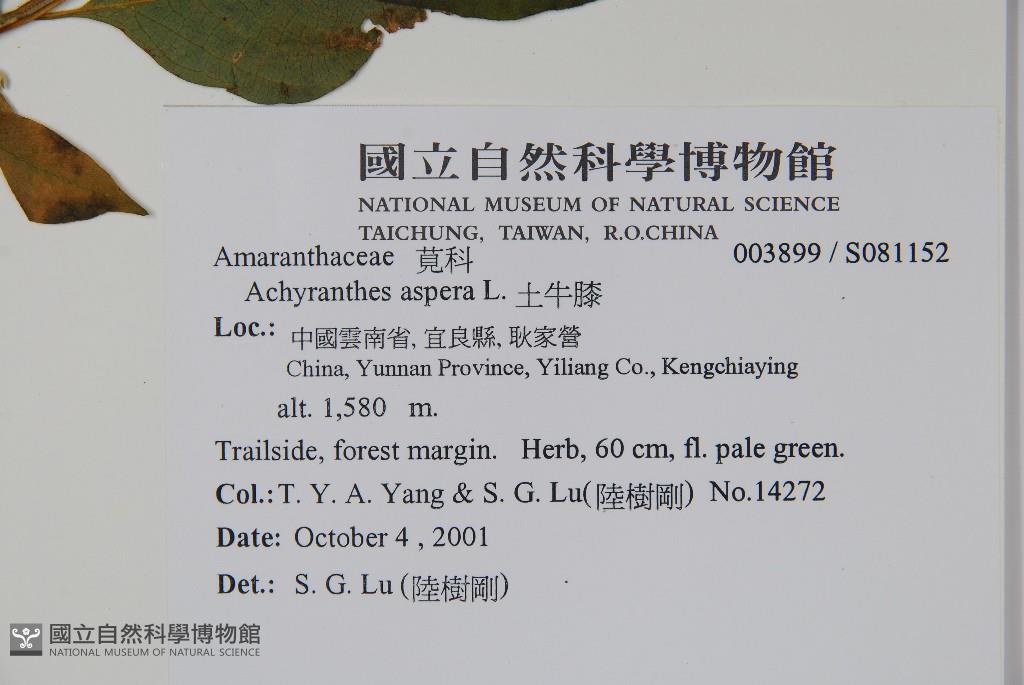 國立自然科學博物館
NATIONAL MUSEUM OF NATURAL SCIENCE
TAICHUNG, TAIWAN, R.O.CHINA
Amaranthaceae 莧科 003899 / S081152
Achyranthes aspera L. 土牛膝
Loc.: 中國雲南省, 宜良縣, 耿家營
China, Yunnan Province, Yiliang Co., Kengchiaying
alt. 1,580 m.
Trailside, forest margin. Herb, 60 cm, fl. pale green.
Col.: T. Y. A. Yang & S. G. Lu(陸樹剛) No.14272
Date: October 4 , 2001
Det.: S. G. Lu (陸樹剛)
國立自然科學博物館
NATIONAL MUSEUM OF NATURAL SCIENCE